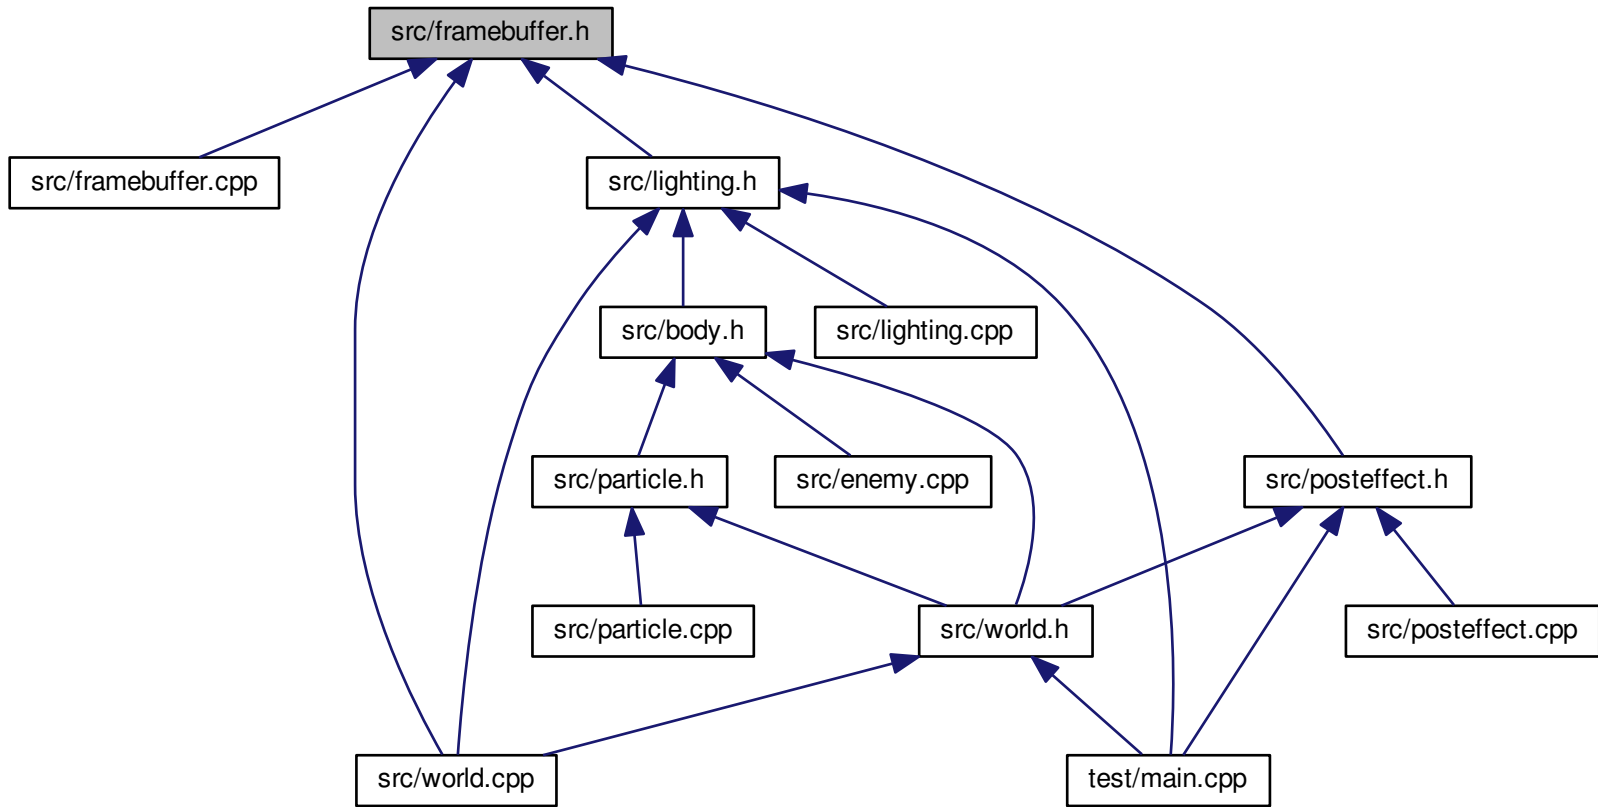 src/framebuffer.h
src/framebuffer.cpp
src/lighting.h
src/body.h
src/lighting.cpp
src/particle.h
src/enemy.cpp
src/posteffect.h
src/particle.cpp
src/world.h
src/posteffect.cpp
src/world.cpp
test/main.cpp